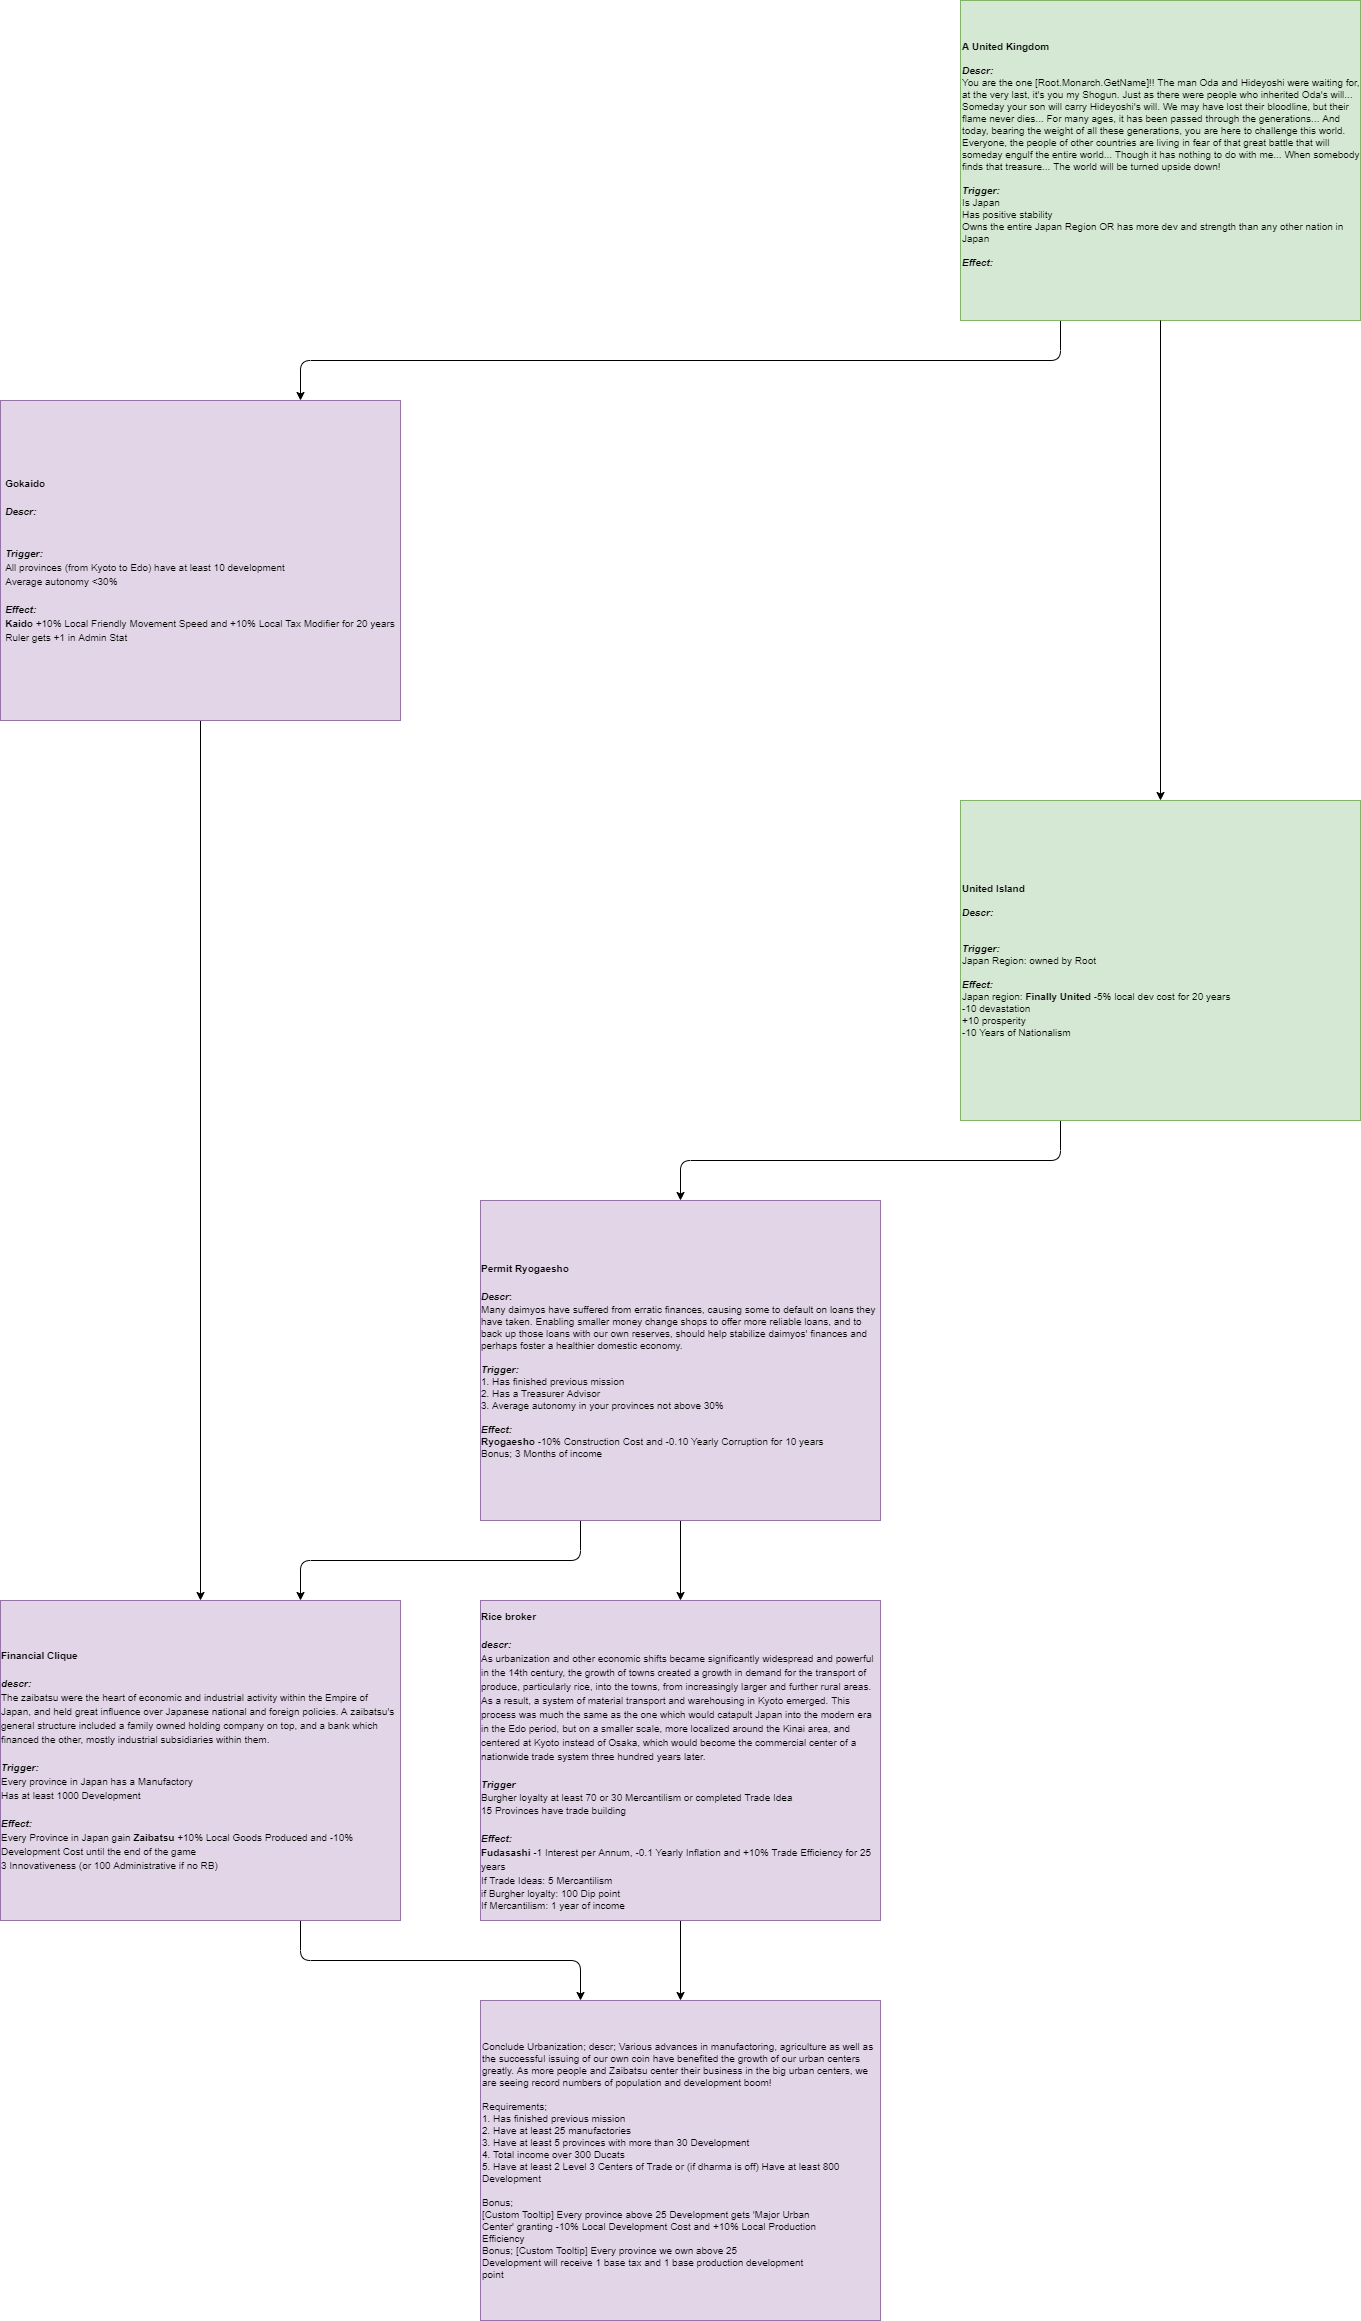 A United Kingdom
Descr:
You are the one [Root.Monarch.GetName]!! The man Oda and Hideyoshi were waiting for,
at the very last, it's you my Shogun. Just as there were people who inherited Oda's will...
Someday your son will carry Hideyoshi's will. We may have lost their bloodline, but their
flame never dies... For many ages, it has been passed through the generations... And
today, bearing the weight of all these generations, you are here to challenge this world.
Everyone, the people of other countries are living in fear of that great battle that will
someday engulf the entire world... Though it has nothing to do with me... When somebody
finds that treasure... The world will be turned upside down!
Trigger:
Is Japan
Has positive stability
Owns the entire Japan Region OR has more dev and strength than any other nation in
Japan
Effect:
Gokaido
Descr:
Trigger:
All provinces (from Kyoto to Edo) have at least 10 development
Average autonomy <30%
Effect:
Kaido +10% Local Friendly Movement Speed and +10% Local Tax Modifier for 20 years
Ruler gets +1 in Admin Stat
United Island
Descr:
Trigger:
Japan Region: owned by Root
Effect:
Japan region: Finally United -5% local dev cost for 20 years
-10 devastation
+10 prosperity
-10 Years of Nationalism
Permit Ryogaesho
Descr:
Many daimyos have suffered from erratic finances, causing some to default on loans they
have taken. Enabling smaller money change shops to offer more reliable loans, and to
back up those loans with our own reserves, should help stabilize daimyos' finances and
perhaps foster a healthier domestic economy.
Trigger:
1. Has finished previous mission
2. Has a Treasurer Advisor
3. Average autonomy in your provinces not above 30%
Effect:
Ryogaesho -10% Construction Cost and -0.10 Yearly Corruption for 10 years
Bonus; 3 Months of income
Financial Clique
descr:
The zaibatsu were the heart of economic and industrial activity within the Empire of
Japan, and held great influence over Japanese national and foreign policies. A zaibatsu's
general structure included a family owned holding company on top, and a bank which
financed the other, mostly industrial subsidiaries within them.
Trigger:
Every province in Japan has a Manufactory
Has at least 1000 Development
Effect:
Every Province in Japan gain Zaibatsu +10% Local Goods Produced and -10%
Development Cost until the end of the game
3 Innovativeness (or 100 Administrative if no RB)
Rice broker
descr:
As urbanization and other economic shifts became significantly widespread and powerful
in the 14th century, the growth of towns created a growth in demand for the transport of
produce, particularly rice, into the towns, from increasingly larger and further rural areas.
As a result, a system of material transport and warehousing in Kyoto emerged. This
process was much the same as the one which would catapult Japan into the modern era
in the Edo period, but on a smaller scale, more localized around the Kinai area, and
centered at Kyoto instead of Osaka, which would become the commercial center of a
nationwide trade system three hundred years later.
Trigger
Burgher loyalty at least 70 or 30 Mercantilism or completed Trade Idea
15 Provinces have trade building
Effect:
Fudasashi -1 Interest per Annum, -0.1 Yearly Inflation and +10% Trade Efficiency for 25
years
If Trade Ideas: 5 Mercantilism
if Burgher loyalty: 100 Dip point
If Mercantilism: 1 year of income
Conclude Urbanization; descr; Various advances in manufactoring, agriculture as well as
the successful issuing of our own coin have benefited the growth of our urban centers
greatly. As more people and Zaibatsu center their business in the big urban centers, we
are seeing record numbers of population and development boom!
Requirements;
1. Has finished previous mission
2. Have at least 25 manufactories
3. Have at least 5 provinces with more than 30 Development
4. Total income over 300 Ducats
5. Have at least 2 Level 3 Centers of Trade or (if dharma is off) Have at least 800
Development
Bonus;
[Custom Tooltip] Every province above 25 Development gets 'Major Urban
Center' granting -10% Local Development Cost and +10% Local Production
Efficiency
Bonus; [Custom Tooltip] Every province we own above 25
Development will receive 1 base tax and 1 base production development
point